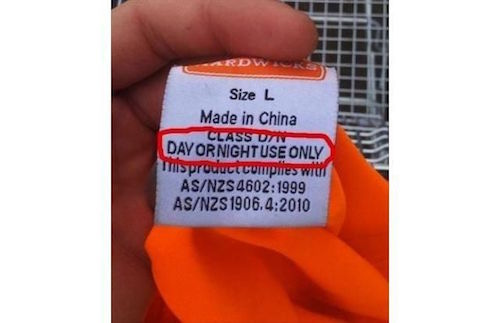 HARDWICKS
Size L
Made in China
CLASS D/N
DAY OR NIGHT USE ONLY
This product complies with
AS/NZS 4602:1999
AS/NZS 1906.4:2010